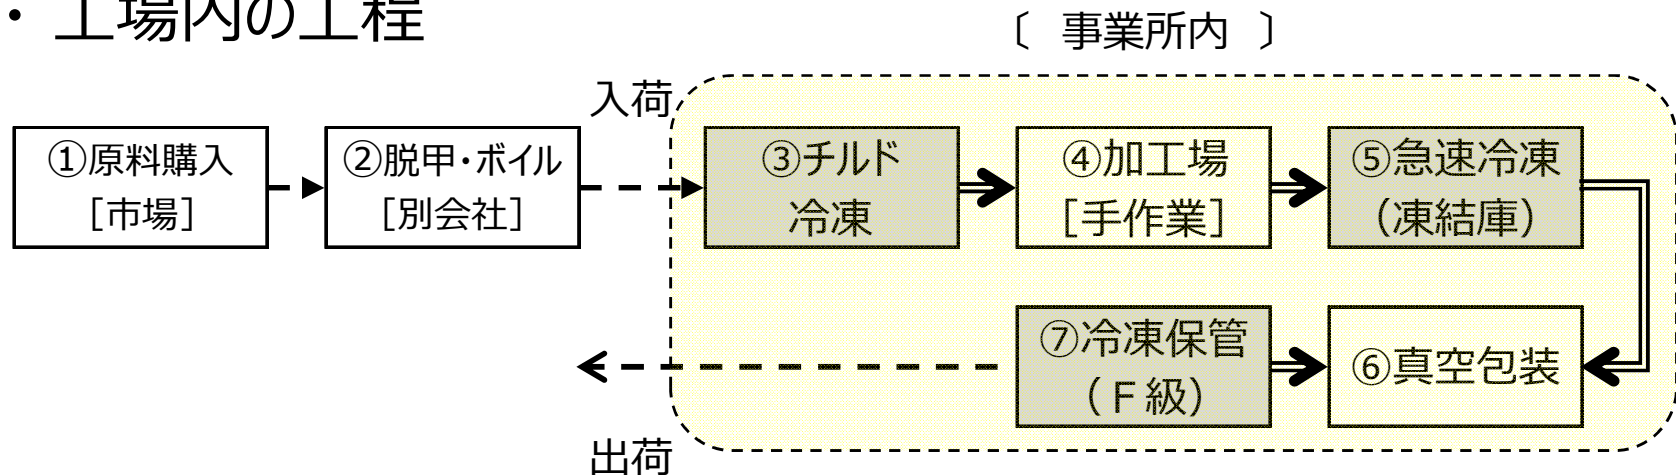 ・工場内の工程
〔 事業所内 〕
入荷
①原料購入
［市場］
②脱甲・ボイル
［別会社］
③チルド
冷凍
④加工場
［手作業］
⑤急速冷凍
（凍結庫）
⑥真空包装
⑦冷凍保管
（Ｆ級）
出荷